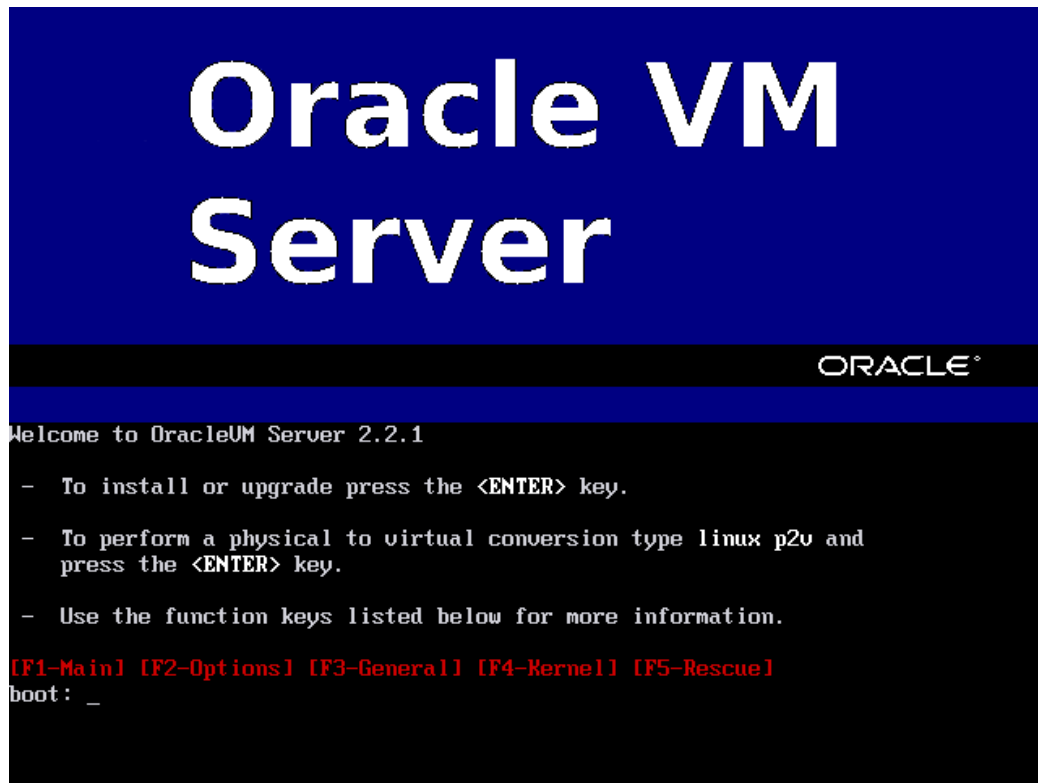 Oracle VM
Server
ORACLE®
Welcome to OracleVM Server 2.2.1
- To install or upgrade press the <ENTER> key.
- To perform a physical to virtual conversion type linux p2v and
press the <ENTER> key.
- Use the function keys listed below for more information.
[F1-Main] [F2-Options] [F3-General] [F4-Kernel] [F5-Rescue]
boot: _